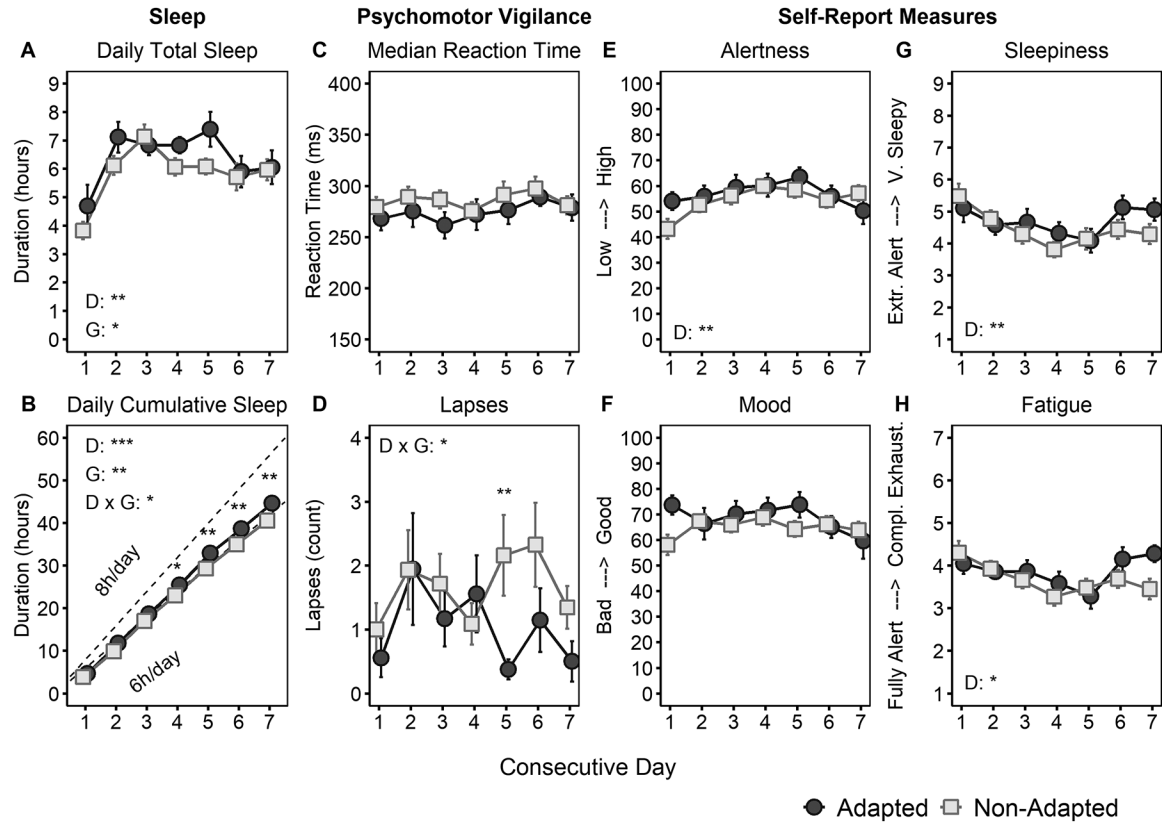 Sleep
Psychomotor Vigilance
Self-Report Measures
A Daily Total Sleep
Duration (hours)
9
8
7
6
5
4
3
2
1
0
D: **
G: *
1 2 3 4 5 6 7
C Median Reaction Time
Reaction Time (ms)
400
350
300
250
200
150
1 2 3 4 5 6 7
E Alertness
Low ---> High
100
90
80
70
60
50
40
30
20
10
0
D: **
1 2 3 4 5 6 7
G Sleepiness
Extr. Alert ---> V. Sleepy
9
8
7
6
5
4
3
2
1
D: **
1 2 3 4 5 6 7
B Daily Cumulative Sleep
Duration (hours)
60
50
40
30
20
10
0
D: ***
G: **
D x G: *
*
**
**
**
8h/day
6h/day
1 2 3 4 5 6 7
D Lapses
Lapses (count)
4
3
2
1
0
D x G: *
**
1 2 3 4 5 6 7
F Mood
Bad ---> Good
100
90
80
70
60
50
40
30
20
10
0
1 2 3 4 5 6 7
H Fatigue
Fully Alert ---> Compl. Exhaust.
7
6
5
4
3
2
1
D: *
1 2 3 4 5 6 7
Consecutive Day
Adapted Non-Adapted